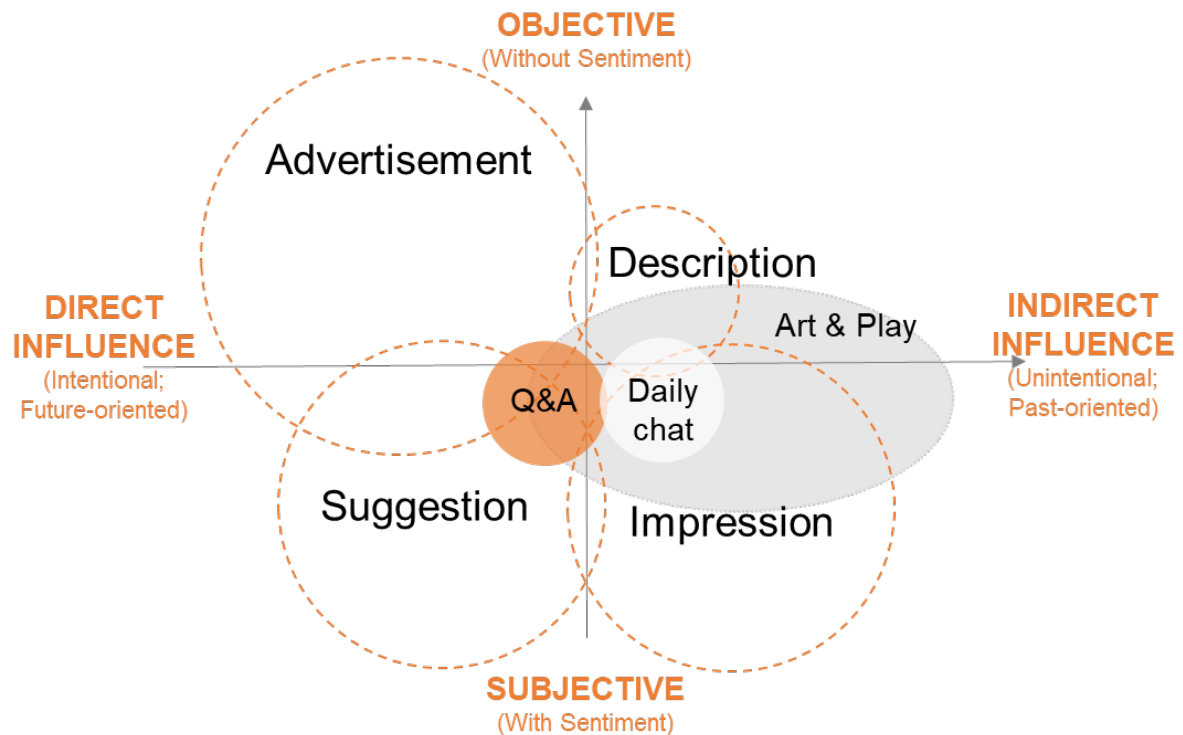 OBJECTIVE
(Without Sentiment)
Advertisement
Description
DIRECT
INFLUENCE
(Intentional;
Future-oriented)
Art & Play
INDIRECT
INFLUENCE
(Unintentional;
Past-oriented)
Q&A
Daily
chat
Suggestion
Impression
SUBJECTIVE
(With Sentiment)